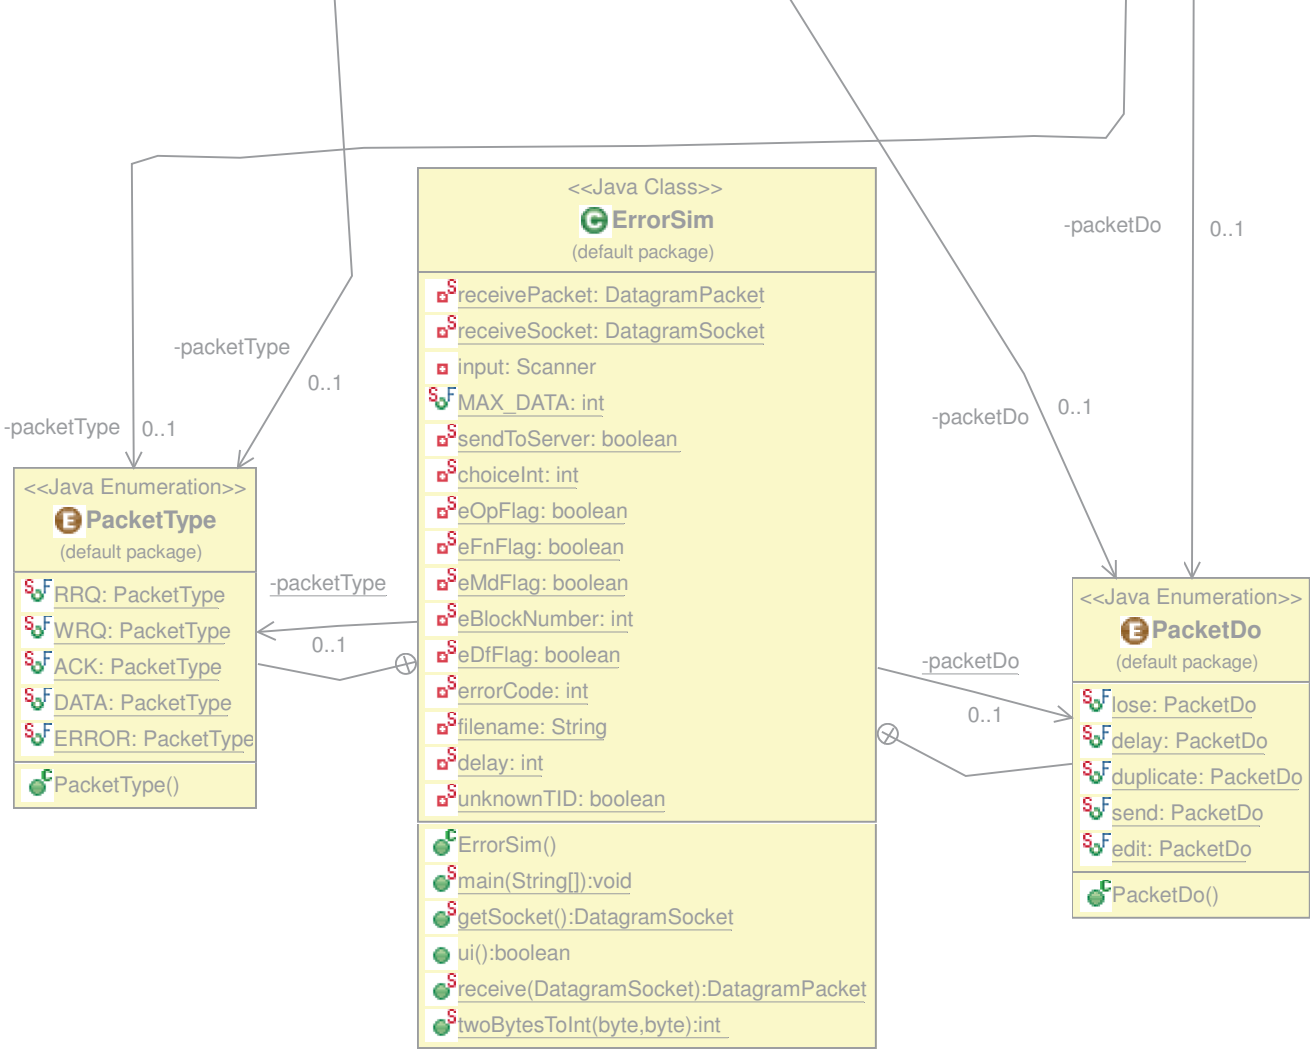 -packetDo
0..1
-packetType
0..1
-packetDo
0..1
-packetType
0..1
<<Java Class>>
C ErrorSim
(default package)
S receivePacket: DatagramPacket
S receiveSocket: DatagramSocket
input: Scanner
S F MAX_DATA: int
S sendToServer: boolean
S choiceInt: int
S eOpFlag: boolean
S eFnFlag: boolean
S eMdFlag: boolean
S eBlockNumber: int
S eDfFlag: boolean
S errorCode: int
S filename: String
S delay: int
S unknownTID: boolean
C ErrorSim()
S main(String[]):void
S getSocket():DatagramSocket
ui():boolean
S receive(DatagramSocket):DatagramPacket
S twoBytesToInt(byte,byte):int
<<Java Enumeration>>
E PacketType
(default package)
S F RRQ: PacketType
S F WRQ: PacketType
S F ACK: PacketType
S F DATA: PacketType
S F ERROR: PacketType
C PacketType()
-packetType
0..1
-packetDo
0..1
<<Java Enumeration>>
E PacketDo
(default package)
S F lose: PacketDo
S F delay: PacketDo
S F duplicate: PacketDo
S F send: PacketDo
S F edit: PacketDo
C PacketDo()